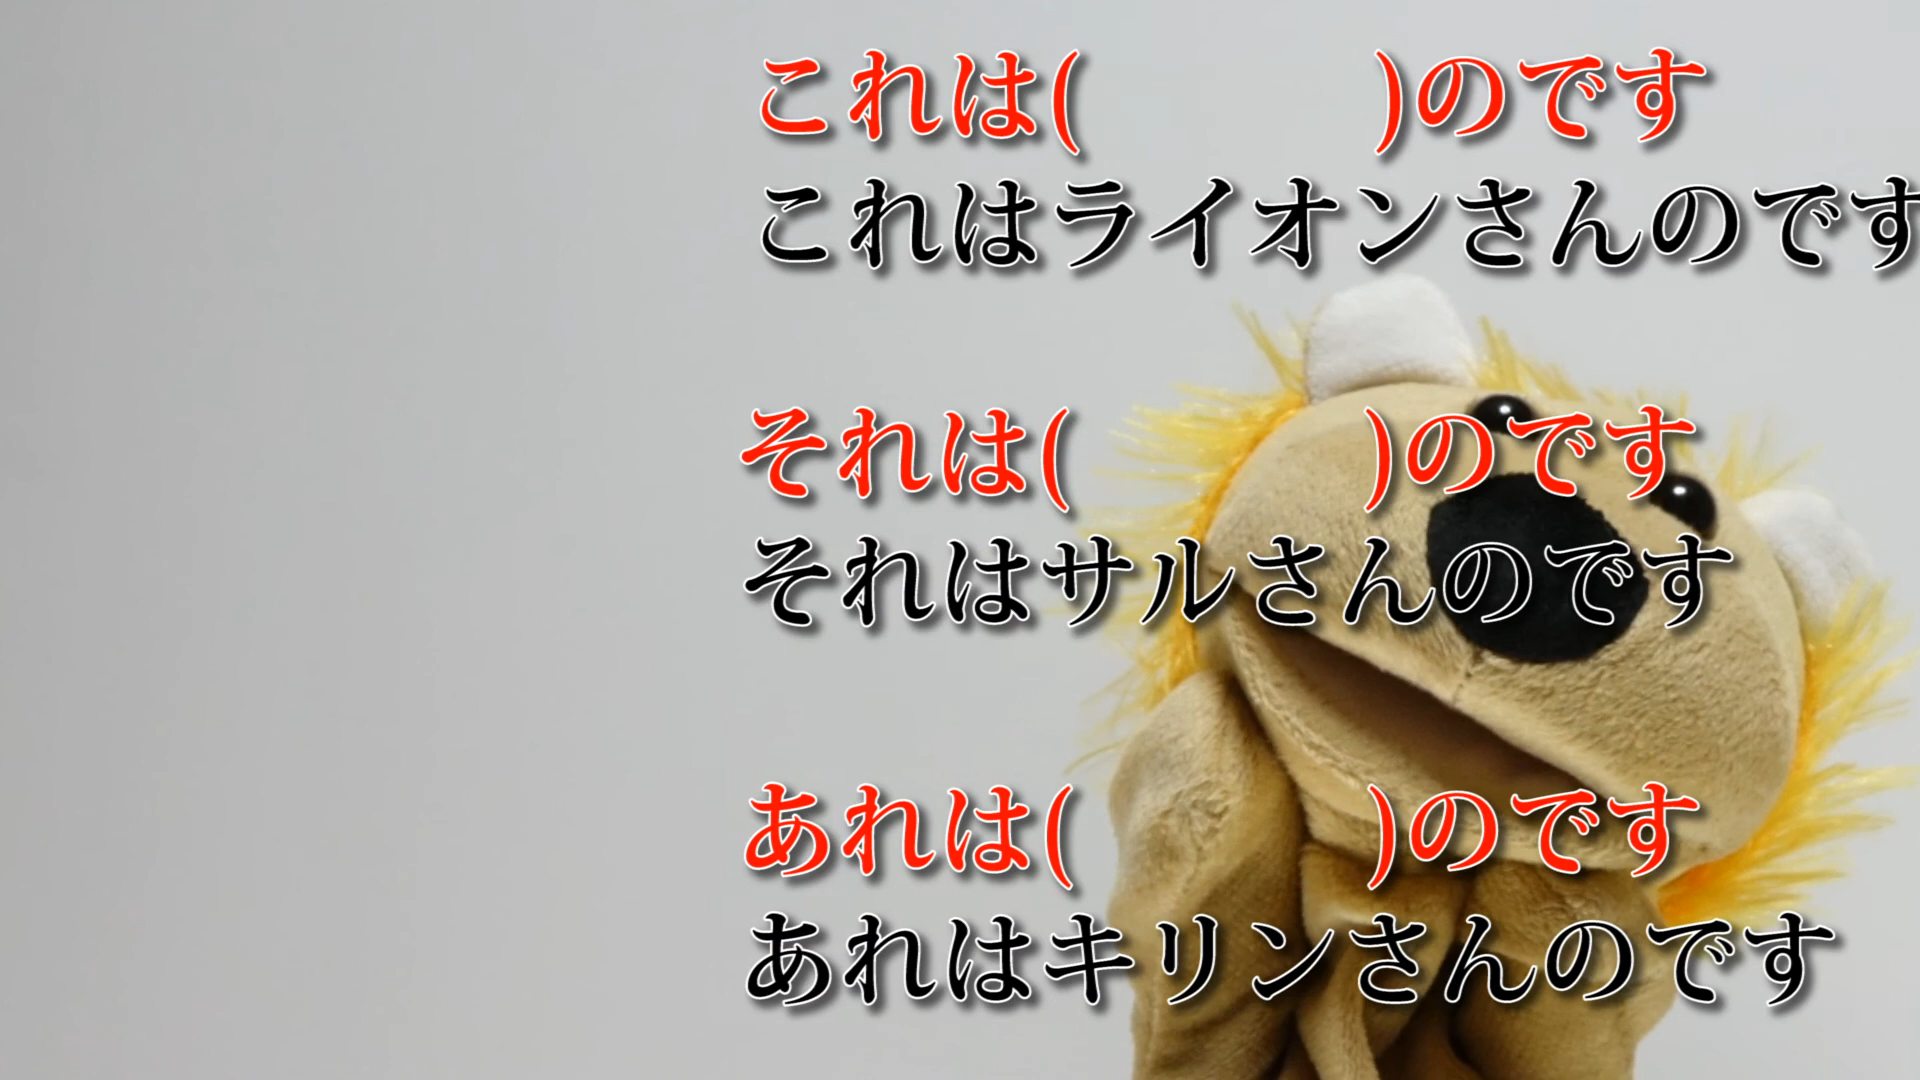 これは(　　　)のです
これはライオンさんのです
それは(　　　)のです
それはサルさんのです
あれは(　　　)のです
あれはキリンさんのです